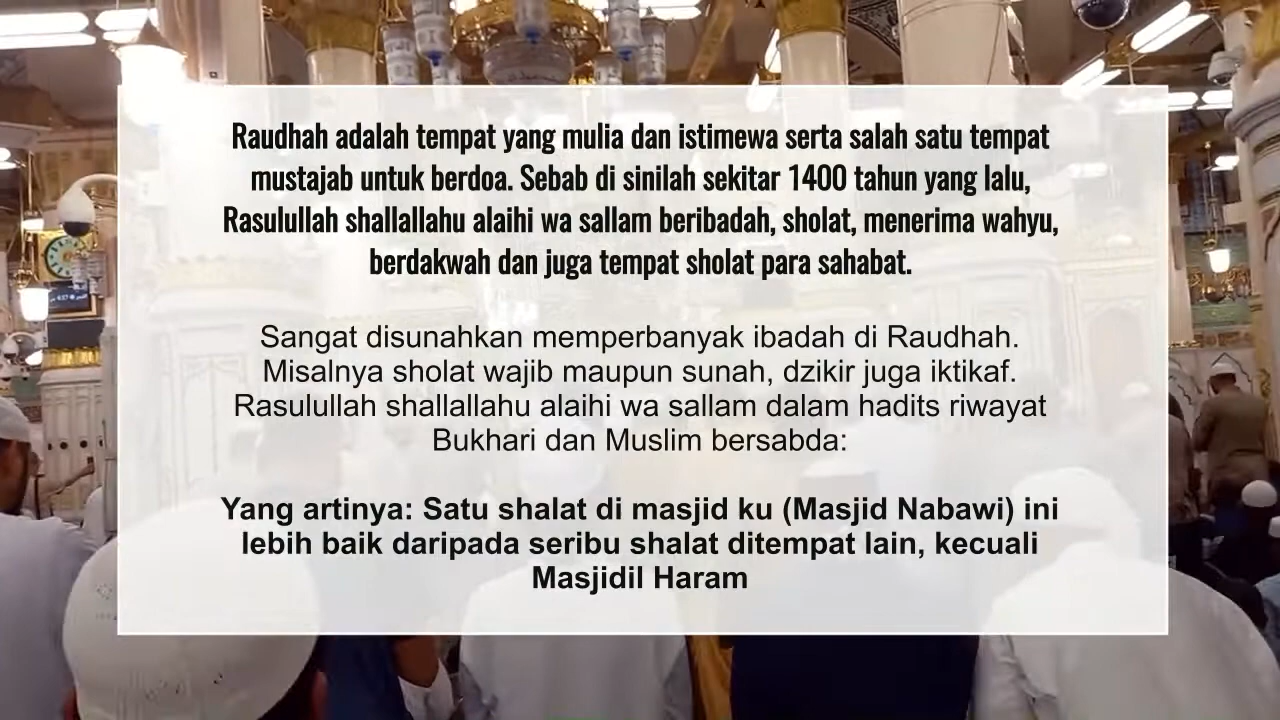 Raudhah adalah tempat yang mulia dan istimewa serta salah satu tempat
mustajab untuk berdoa. Sebab di sinilah sekitar 1400 tahun yang lalu,
Rasulullah shallallahu alaihi wa sallam beribadah, sholat, menerima wahyu,
berdakwah dan juga tempat sholat para sahabat.
Sangat disunahkan memperbanyak ibadah di Raudhah.
Misalnya sholat wajib maupun sunah, dzikir juga iktikaf.
Rasulullah shallallahu alaihi wa sallam dalam hadits riwayat
Bukhari dan Muslim bersabda:
Yang artinya: Satu shalat di masjid ku (Masjid Nabawi) ini
lebih baik daripada seribu shalat ditempat lain, kecuali
Masjidil Haram